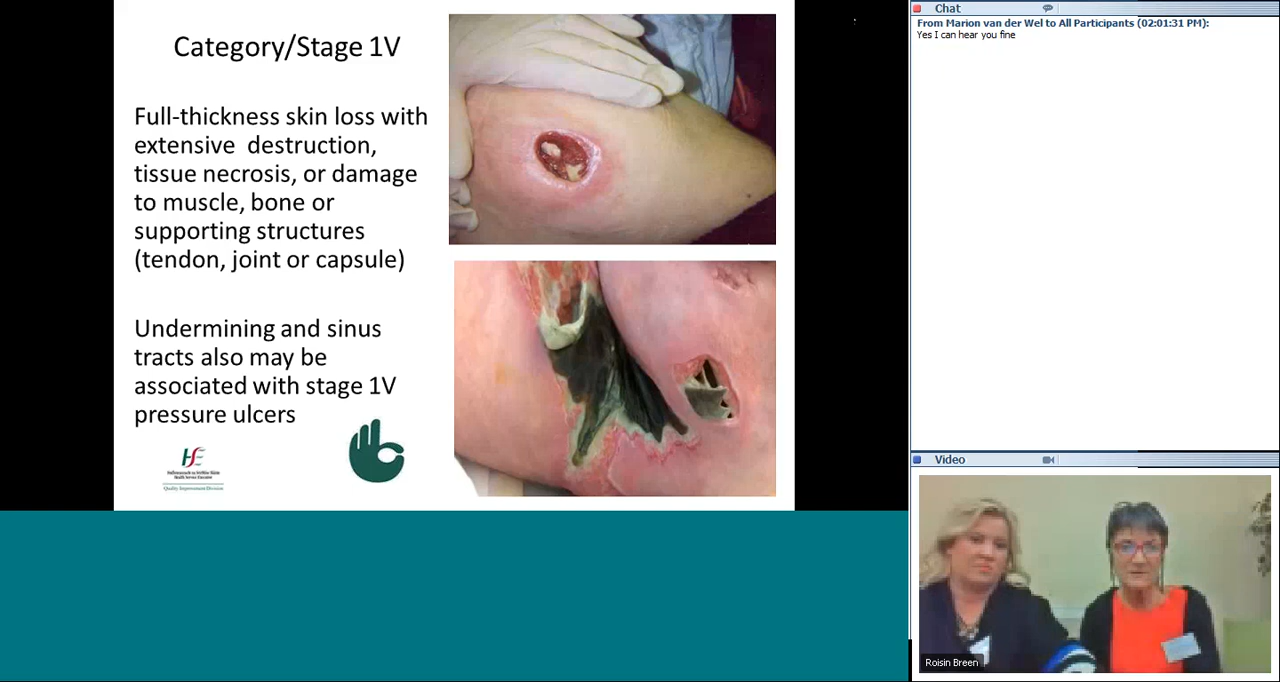 Category/Stage 1V
Full-thickness skin loss with
extensive destruction,
tissue necrosis, or damage
to muscle, bone or
supporting structures
(tendon, joint or capsule)
Undermining and sinus
tracts also may be
associated with stage 1V
pressure ulcers
Quality Improvement Division
Chat
From Marion van der Wel to All Participants (02:01:31 PM):
Yes I can hear you fine
Video
Roisin Breen